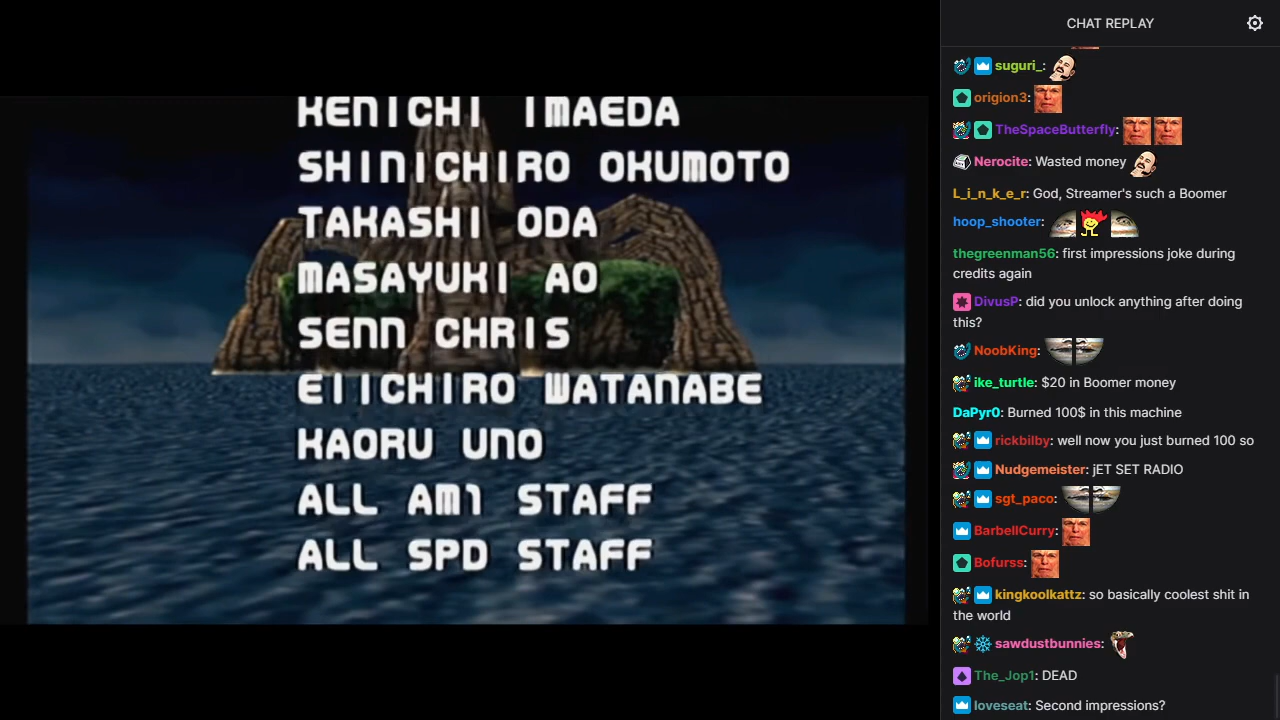 KENICHI IMAEDA
SHINICHIRO OKUMOTO
TAKASHI ODA
MASAYUKI AO
SENN CHRIS
EIICHIRO WATANABE
KAORU UNO
ALL AM1 STAFF
ALL SPD STAFF
CHAT REPLAY
suguri_:
origion3:
TheSpaceButterfly:
Nerocite: Wasted money
L_i_n_k_e_r: God, Streamer's such a Boomer
hoop_shooter:
thegreenman56: first impressions joke during
credits again
DivusP: did you unlock anything after doing
this?
NoobKing:
ike_turtle: $20 in Boomer money
DaPyr0: Burned 100$ in this machine
rickbilby: well now you just burned 100 so
Nudgemeister: jET SET RADIO
sgt_paco:
BarbellCurry:
Bofurss:
kingkoolkattz: so basically coolest shit in
the world
sawdustbunnies:
The_Jop1: DEAD
loveseat: Second impressions?